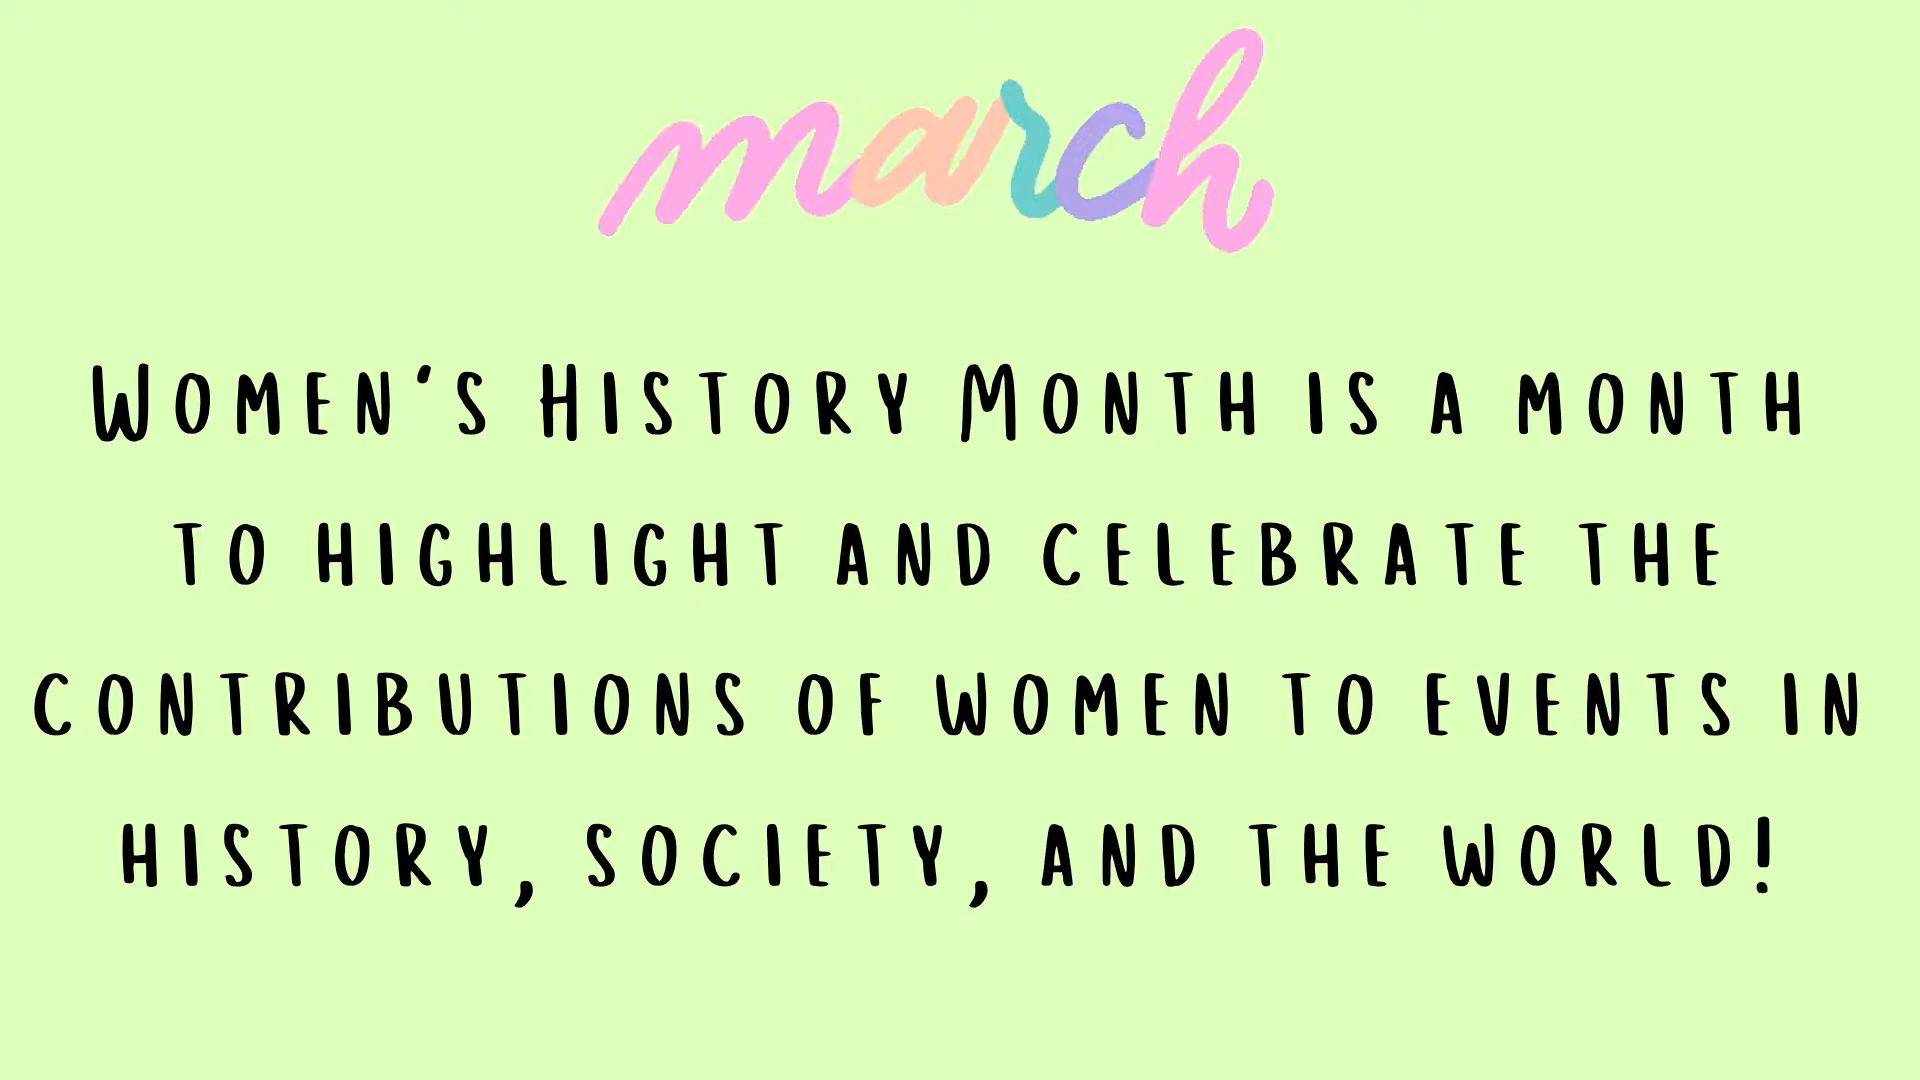 march
Women's History Month is a month
to highlight and celebrate the
contributions of women to events in
history, society, and the world!